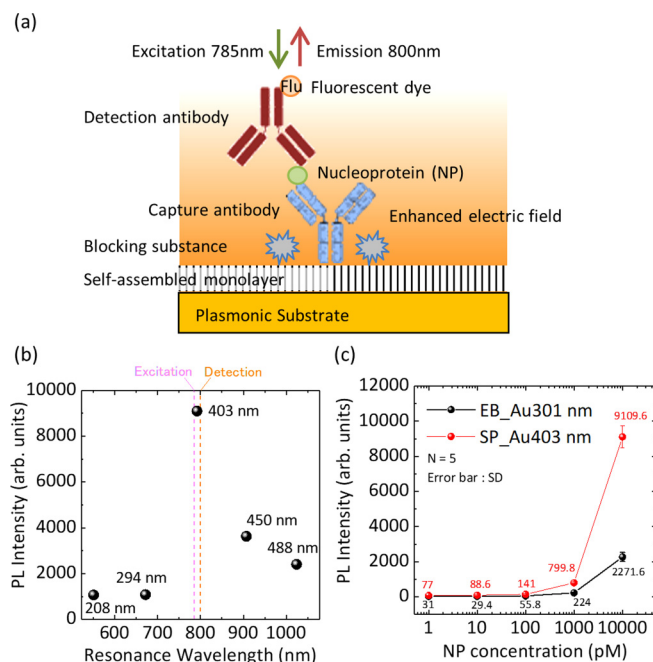 (a)
Excitation 785nm
Emission 800nm
Flu
Fluorescent dye
Detection antibody
Nucleoprotein (NP)
Capture antibody
Enhanced electric field
Blocking substance
Self-assembled monolayer
Plasmonic Substrate
(b)
Excitation
Detection
10000
8000
6000
4000
2000
0
PL Intensity (arb. units)
403 nm
450 nm
488 nm
294 nm
208 nm
600
700
800
900
1000
Resonance Wavelength (nm)
(c)
12000
10000
8000
6000
4000
2000
0
PL Intensity (arb. units)
EB_Au301 nm
SP_Au403 nm
N = 5
Error bar : SD
9109.6
77
88.6
141
799.8
31
29.4
55.8
224
2271.6
1
10
100
1000
10000
NP concentration (pM)